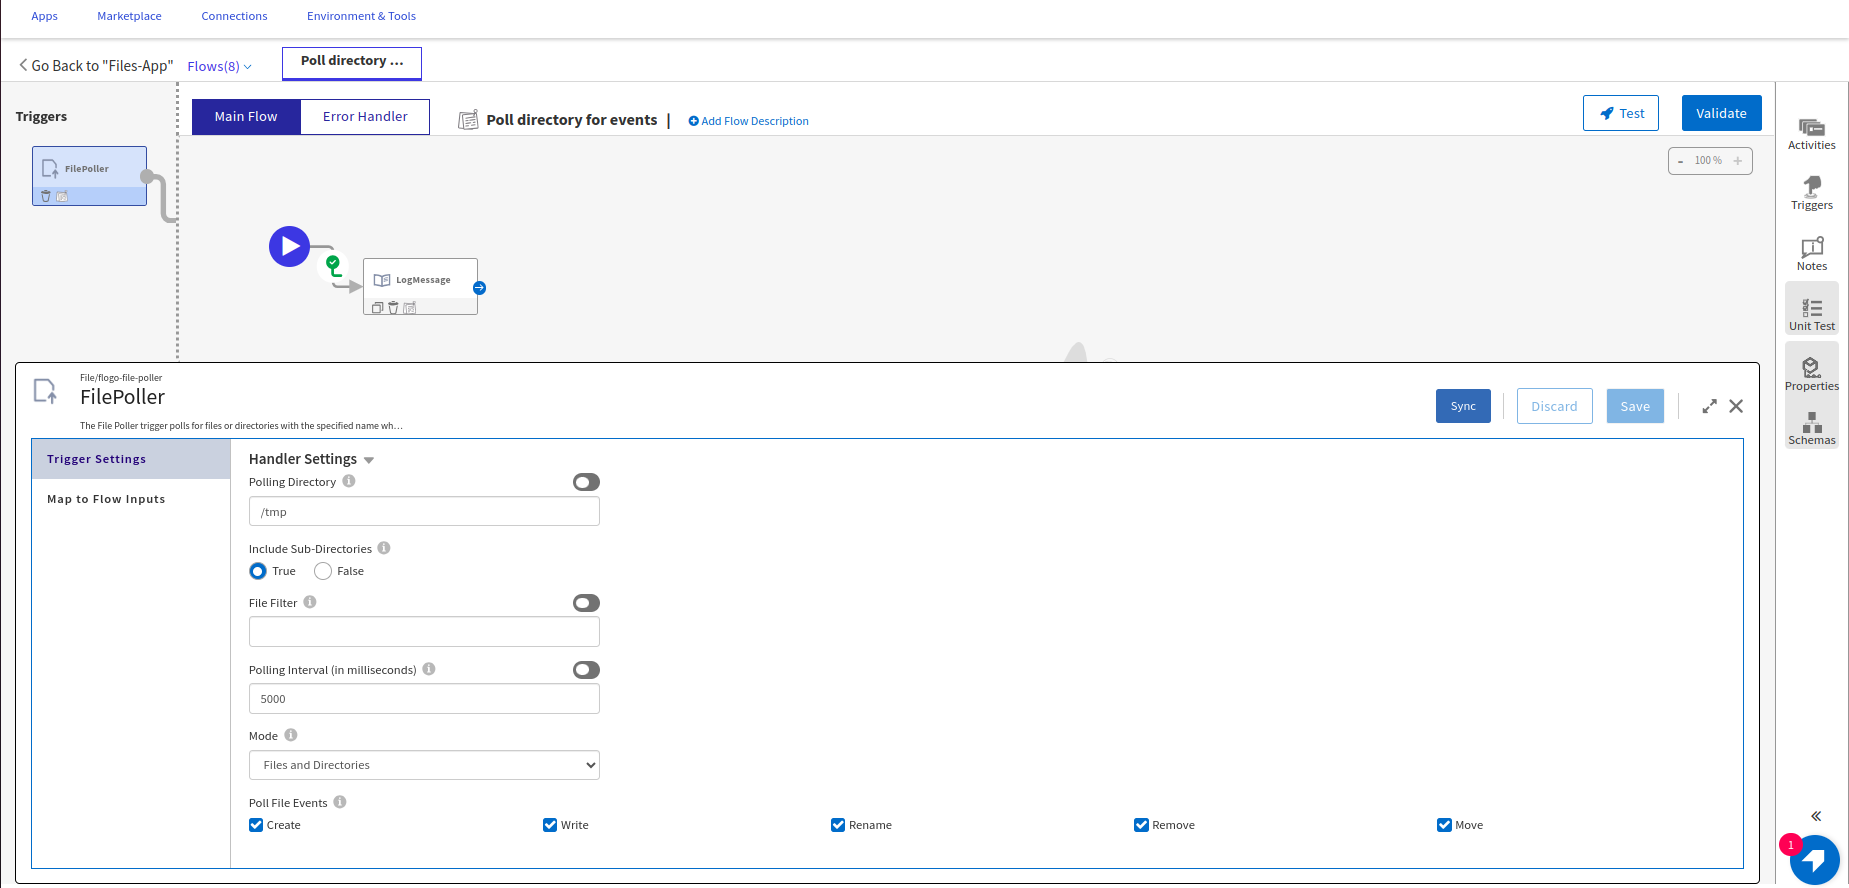 Apps Marketplace Connections Environment & Tools
Go Back to "Files-App" Flows(8) Poll directory ...
Triggers
Main Flow Error Handler Poll directory for events | Add Flow Description Test Validate
FilePoller
- 100 % +
LogMessage
Activities
Triggers
Notes
Unit Test
Properties
Schemas
File/flogo-file-poller
FilePoller
The File Poller trigger polls for files or directories with the specified name wh...
Sync Discard Save
Trigger Settings
Map to Flow Inputs
Handler Settings
Polling Directory
/tmp
Include Sub-Directories
True False
File Filter
Polling Interval (in milliseconds)
5000
Mode
Files and Directories
Poll File Events
Create Write Rename Remove Move
1